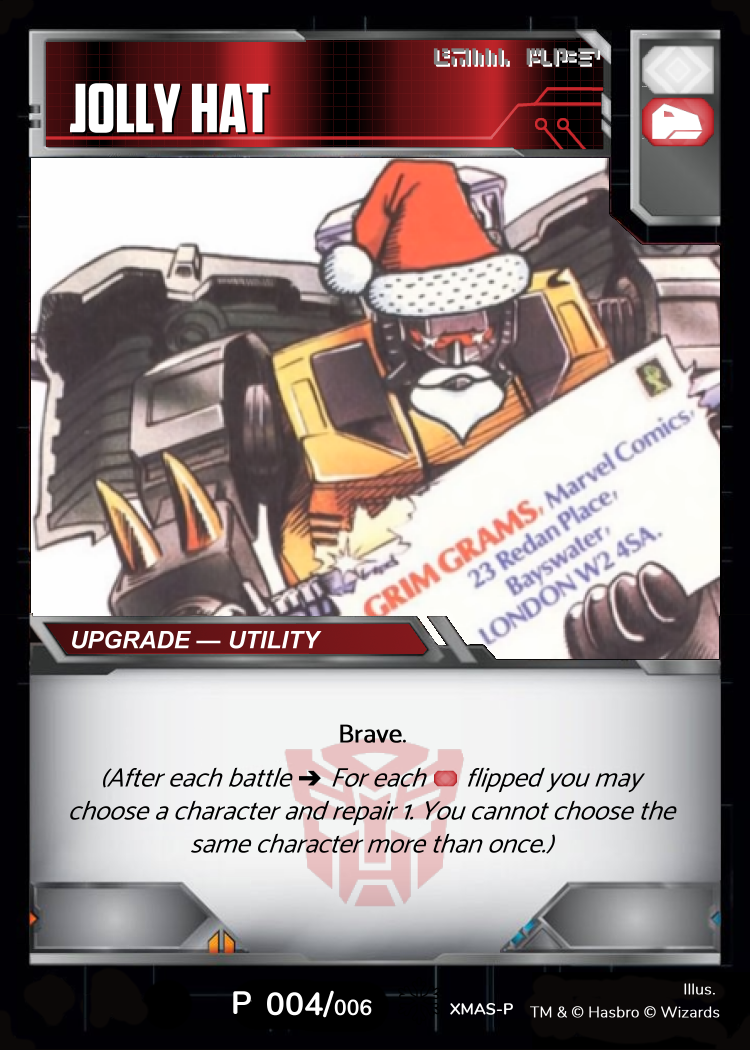 JOLLY HAT
GRIM GRAMS, Marvel Comics,
23 Redan Place,
Bayswater,
LONDON W2 4SA.
UPGRADE — UTILITY
Brave.
(After each battle ➔ For each flipped you may
choose a character and repair 1. You cannot choose the
same character more than once.)
P 004/006
XMAS-P
Illus.
TM & © Hasbro © Wizards